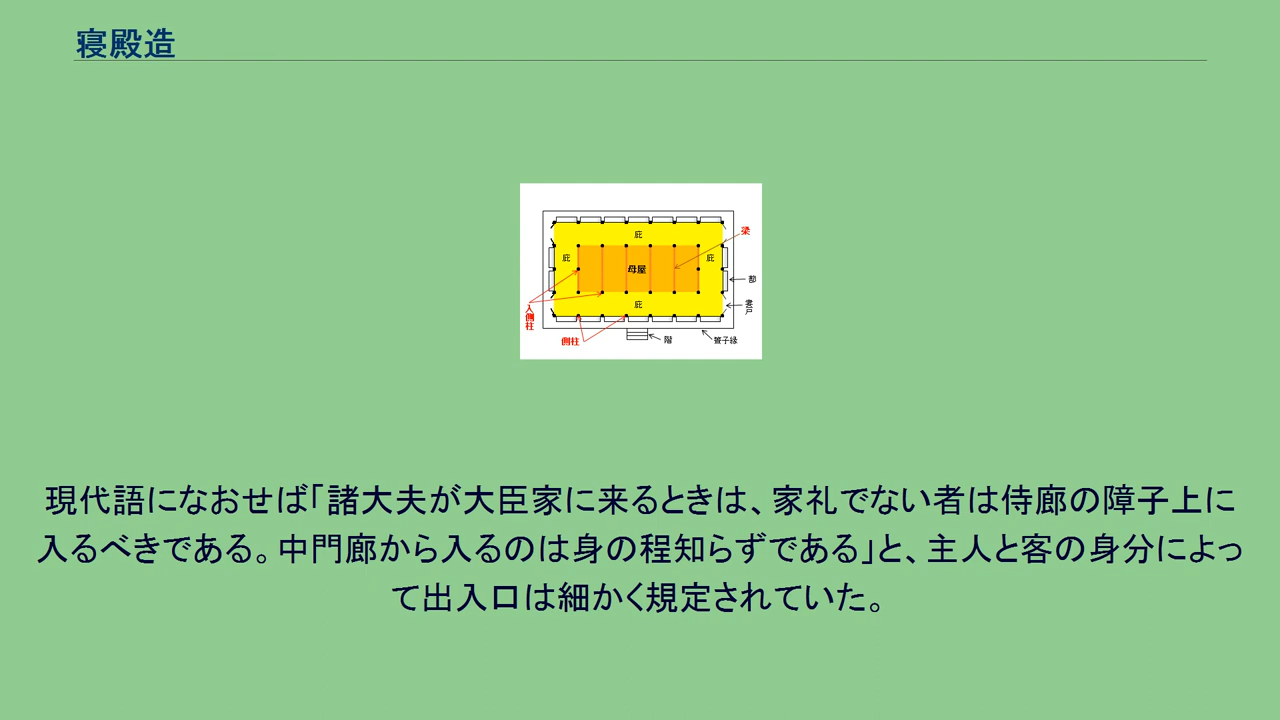 寝殿造
庇
梁
庇
母屋
庇
蔀
入側柱
庇
妻戸
側柱
階
簀子縁
現代語になおせば「諸大夫が大臣家に来るときは、家礼でない者は侍廊の障子上に
入るべきである。中門廊から入るのは身の程知らずである」と、主人と客の身分によっ
て出入口は細かく規定されていた。